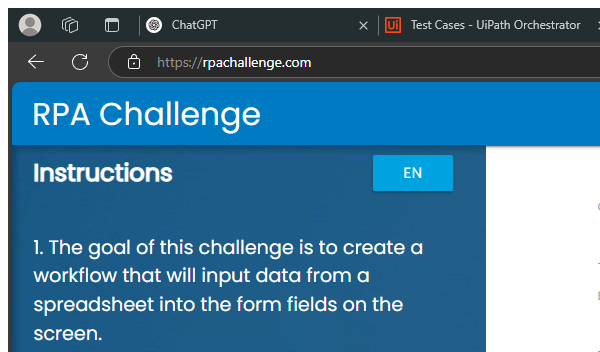 ChatGPT
Ui Test Cases - UiPath Orchestrator
https://rpachallenge.com
RPA Challenge
Instructions
EN
1. The goal of this challenge is to create a
workflow that will input data from a
spreadsheet into the form fields on the
screen.